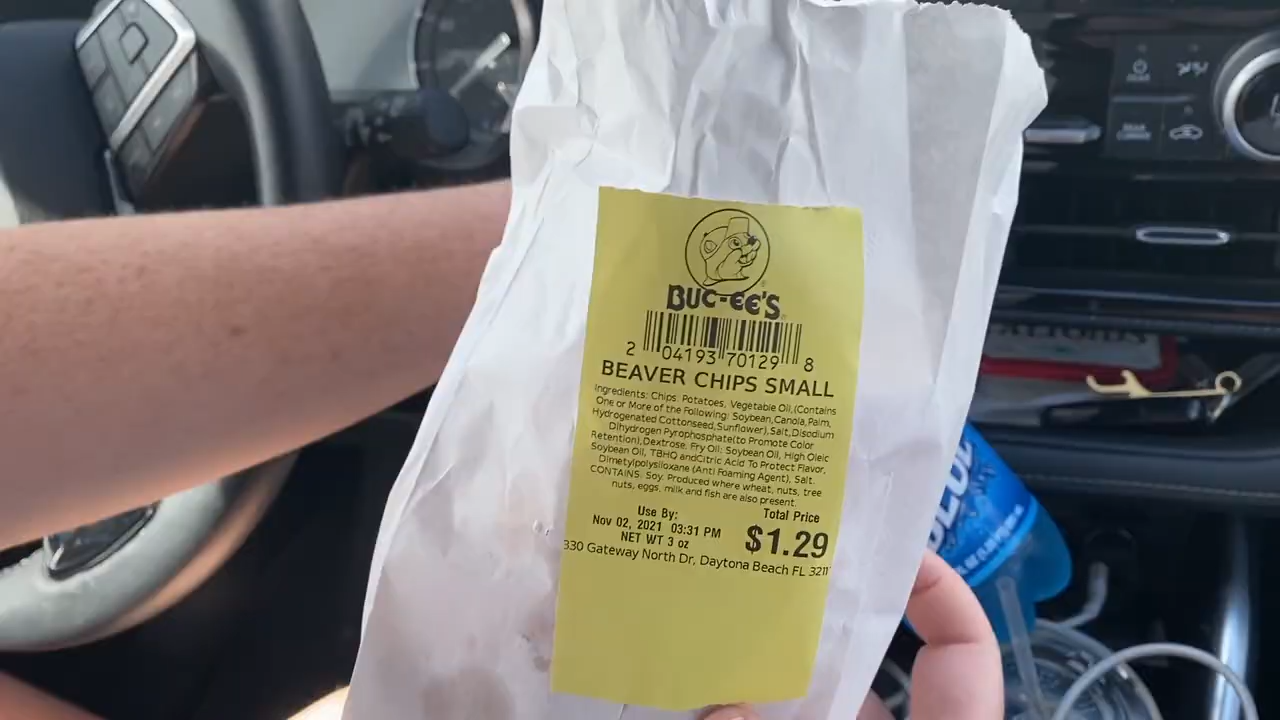 BUC-EE'S
2 04193 70129 8
BEAVER CHIPS SMALL
Ingredients: Chips: Potatoes, Vegetable Oil,(Contains
One or More of the Following: Soybean,Canola,Palm,
Hydrogenated Cottonseed,Sunflower),Salt,Disodium
Dihydrogen Pyrophosphate(to Promote Color
Retention),Dextrose. Fry Oil: Soybean Oil, High Oleic
Soybean Oil, TBHQ andCitric Acid To Protect Flavor,
Dimetylpolysiloxane (Anti Foaming Agent), Salt.
CONTAINS: Soy. Produced where wheat, nuts, tree
nuts, eggs, milk and fish are also present.
Use By:
Nov 02, 2021 03:31 PM
NET WT 3 oz
Total Price
$1.29
330 Gateway North Dr, Daytona Beach FL 3211